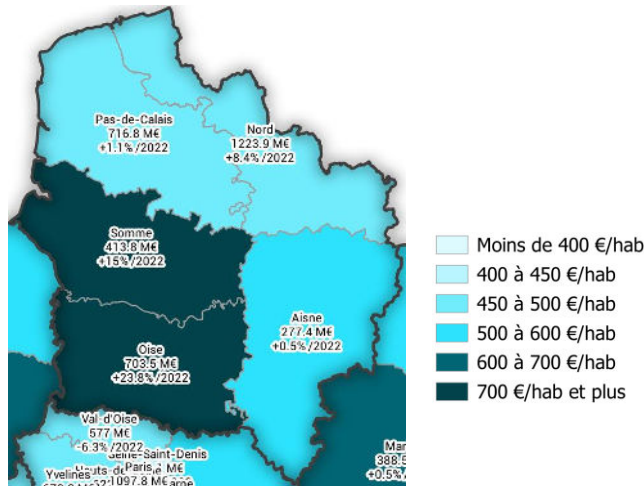 Pas-de-Calais
716.8 M€
+1.1%/2022
Nord
1223.9 M€
+8.4%/2022
Somme
413.8 M€
+15%/2022
Aisne
277.4 M€
+0.5%/2022
Oise
703.5 M€
+23.8%/2022
Val-d'Oise
577 M€
-6.3%/2022
Seine-Saint-Denis
Yvelines
Paris
1097.8 M€
388.5
+0.5%
Moins de 400 €/hab
400 à 450 €/hab
450 à 500 €/hab
500 à 600 €/hab
600 à 700 €/hab
700 €/hab et plus